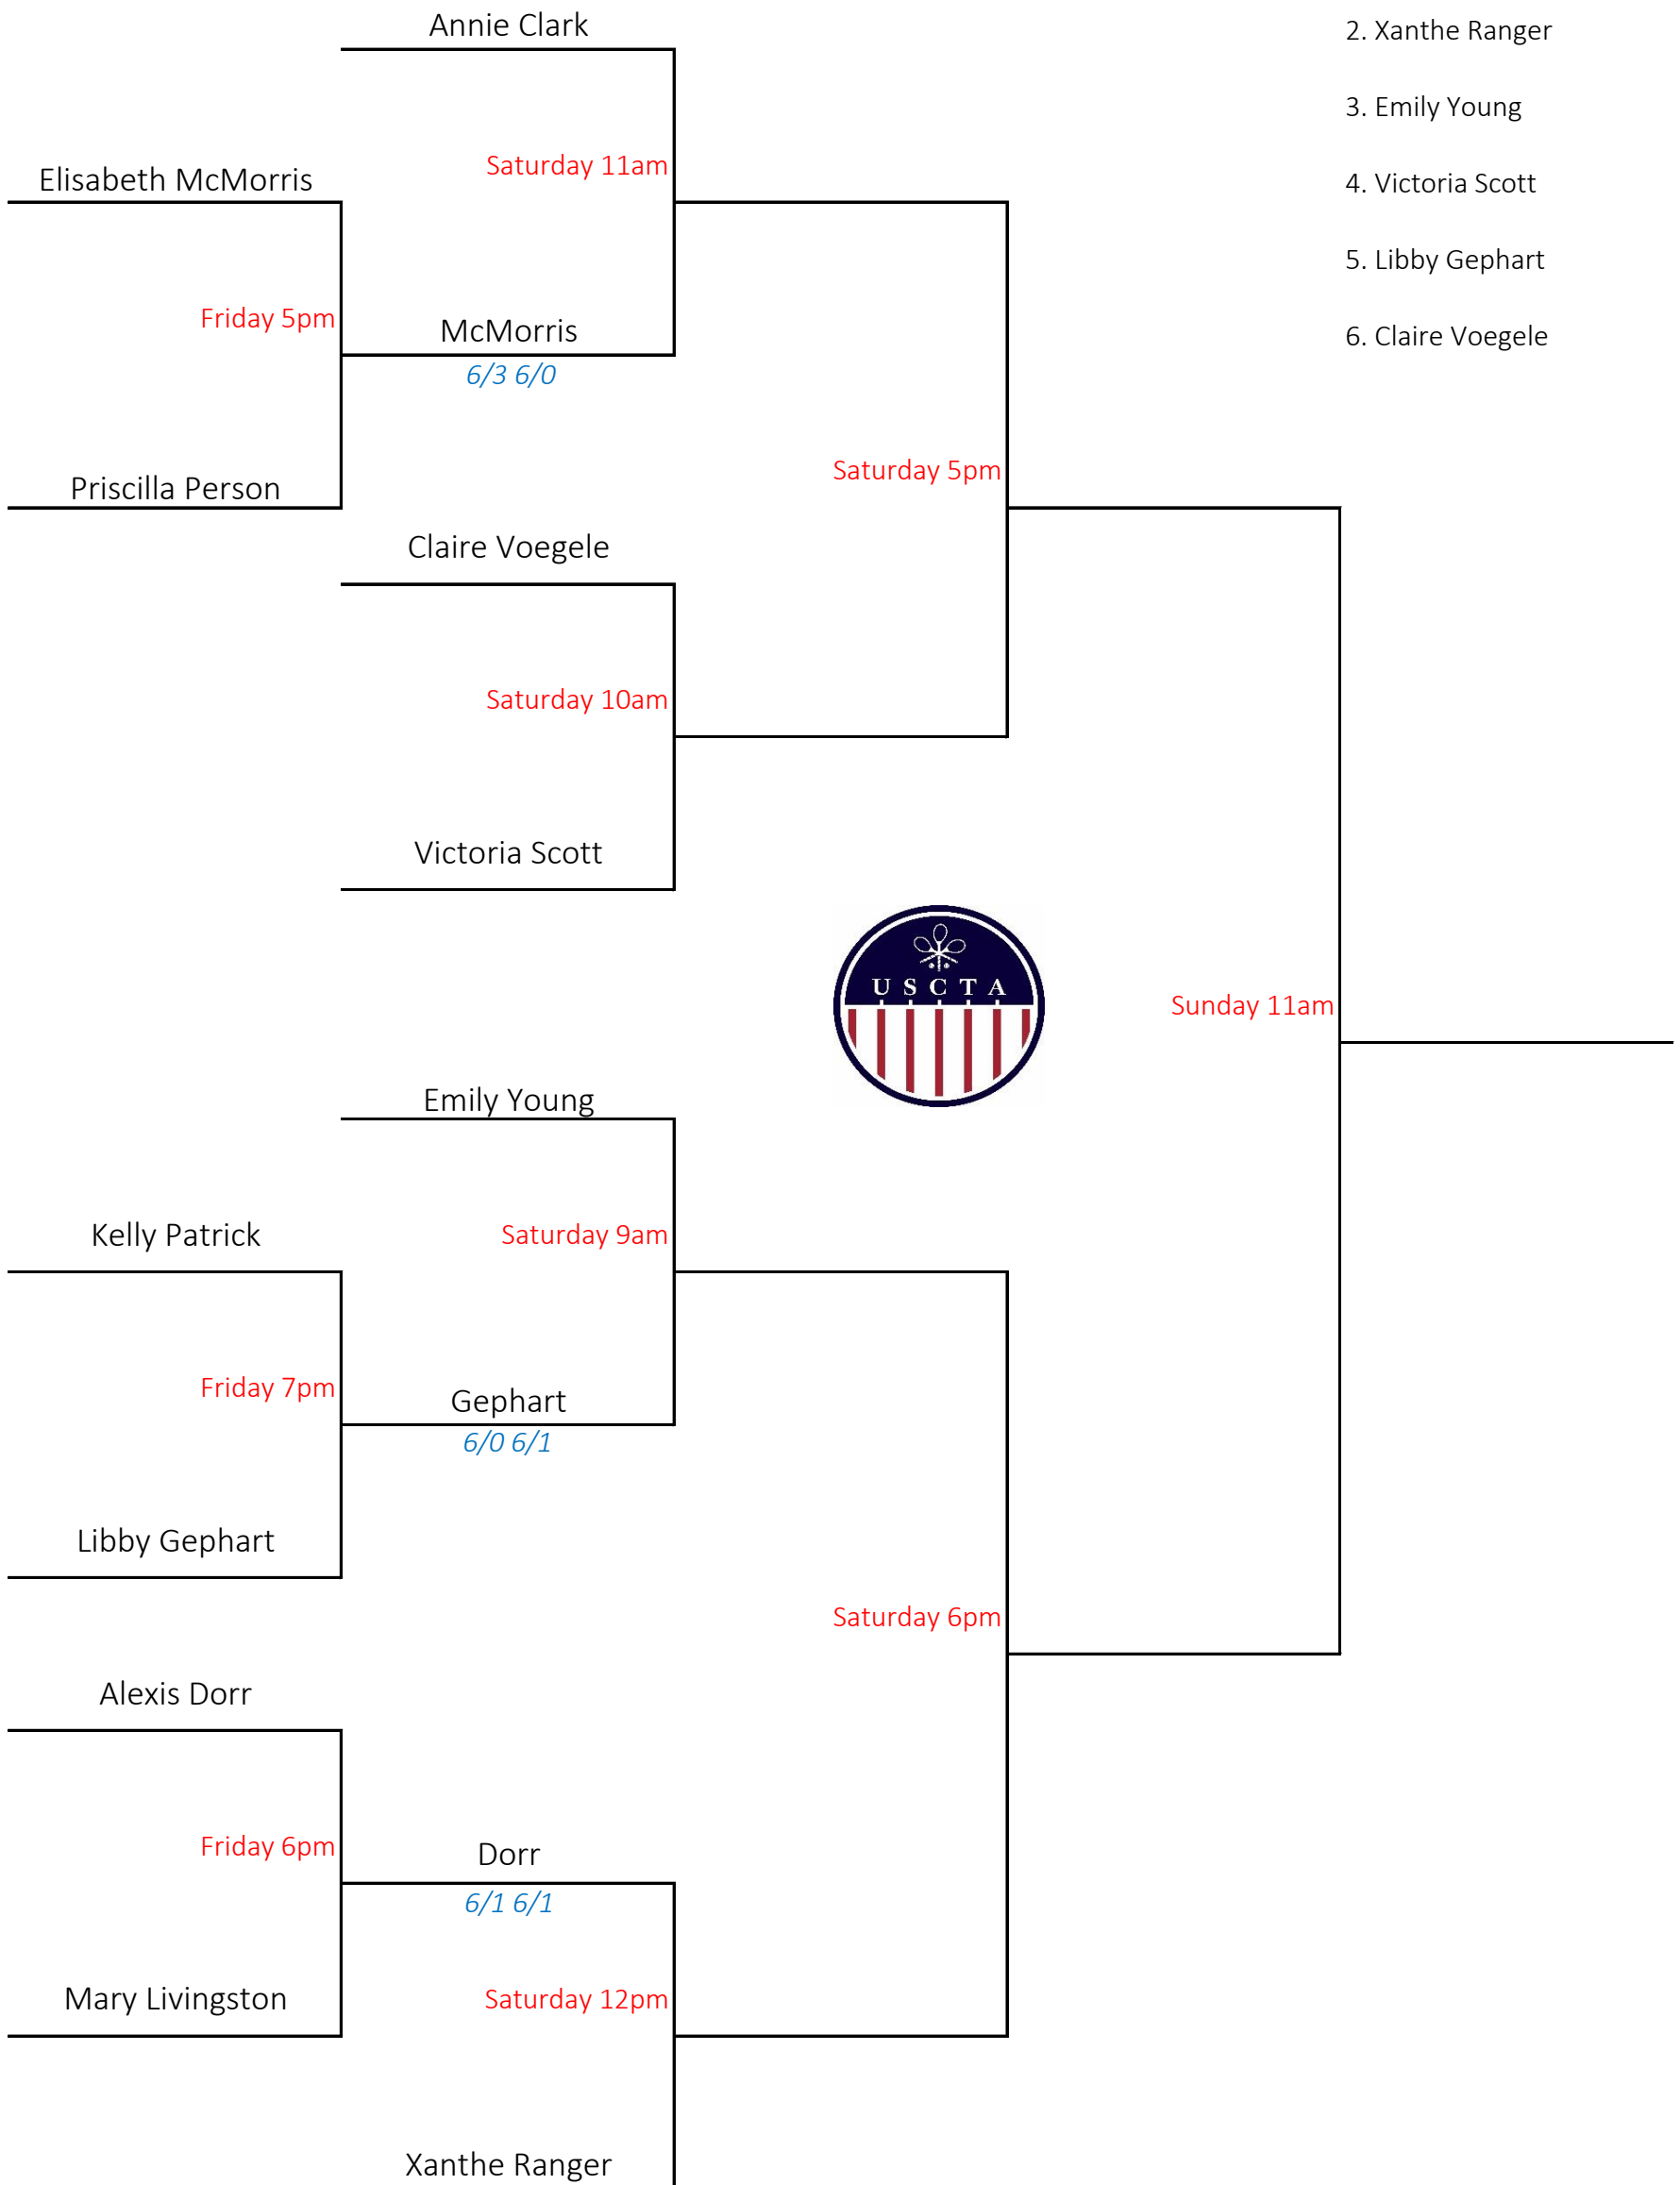 Annie Clark
2. Xanthe Ranger
3. Emily Young
Saturday 11am
Elisabeth McMorris
4. Victoria Scott
5. Libby Gephart
Friday 5pm
McMorris
6. Claire Voegele
6/3 6/0
Saturday 5pm
Priscilla Person
Claire Voegele
Saturday 10am
Victoria Scott
USCTA
Sunday 11am
Emily Young
Kelly Patrick
Saturday 9am
Friday 7pm
Gephart
6/0 6/1
Libby Gephart
Saturday 6pm
Alexis Dorr
Friday 6pm
Dorr
6/1 6/1
Mary Livingston
Saturday 12pm
Xanthe Ranger